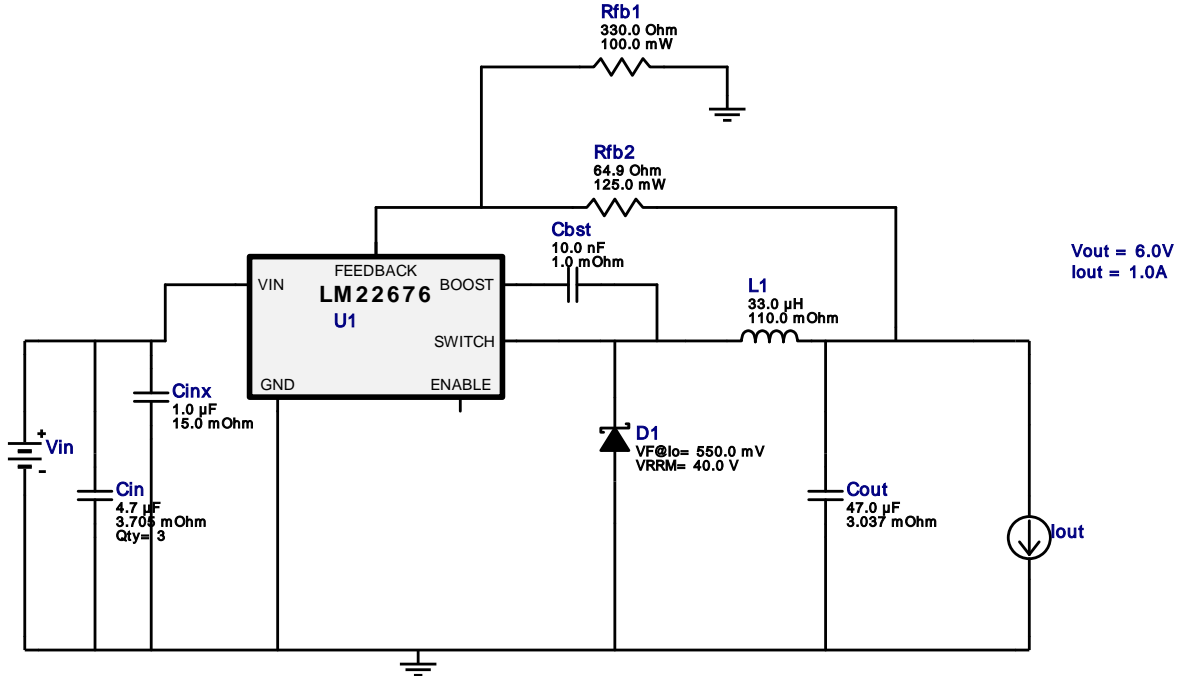 Rfb1
330.0 Ohm
100.0 mW
Rfb2
64.9 Ohm
125.0 mW
Cbst
10.0 nF
1.0 mOhm
Vout = 6.0V
Iout = 1.0A
FEEDBACK
VIN
LM22676
BOOST
U1
SWITCH
GND
ENABLE
L1
33.0 µH
110.0 mOhm
Cinx
1.0 µF
15.0 mOhm
+
Vin
-
Cin
4.7 µF
3.705 mOhm
Qty= 3
D1
VF@Io= 550.0 mV
VRRM= 40.0 V
Cout
47.0 µF
3.037 mOhm
Iout